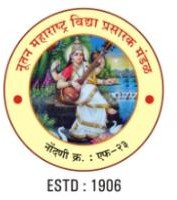 नूतन महाराष्ट्र विद्या प्रसारक मंडळ
नोंदणी क्र. : एफ-२३
ESTD : 1906